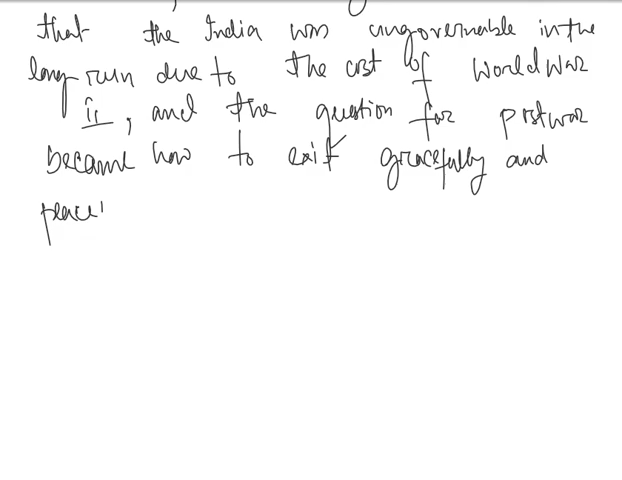 that the India was ungovernable in the
long run due to the cost of World War
II, and the question for postwar
became how to exit gracefully and
peace